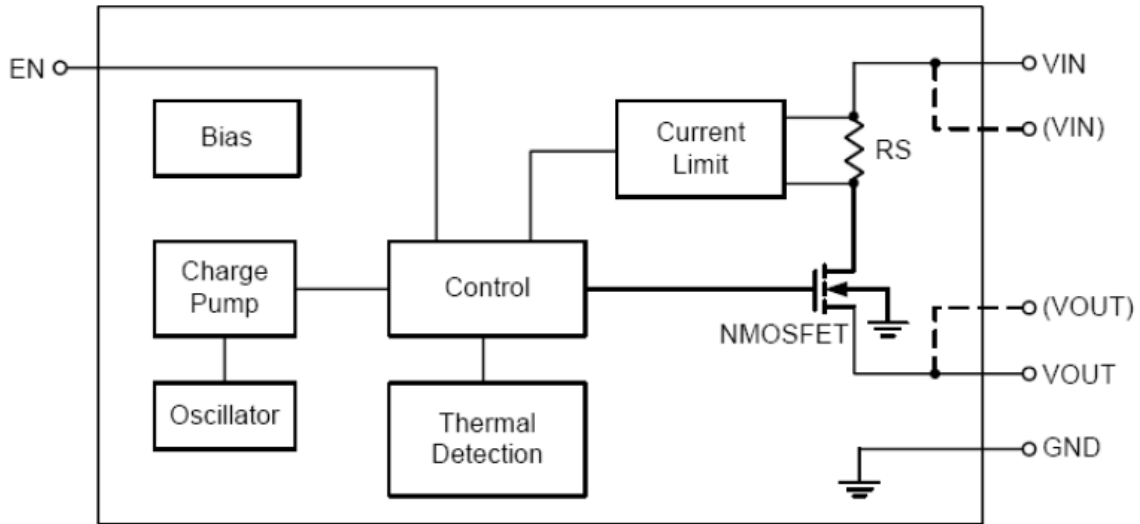 EN
VIN
(VIN)
Bias
Current
Limit
RS
Charge
Pump
Control
NMOSFET
(VOUT)
VOUT
Oscillator
Thermal
Detection
GND